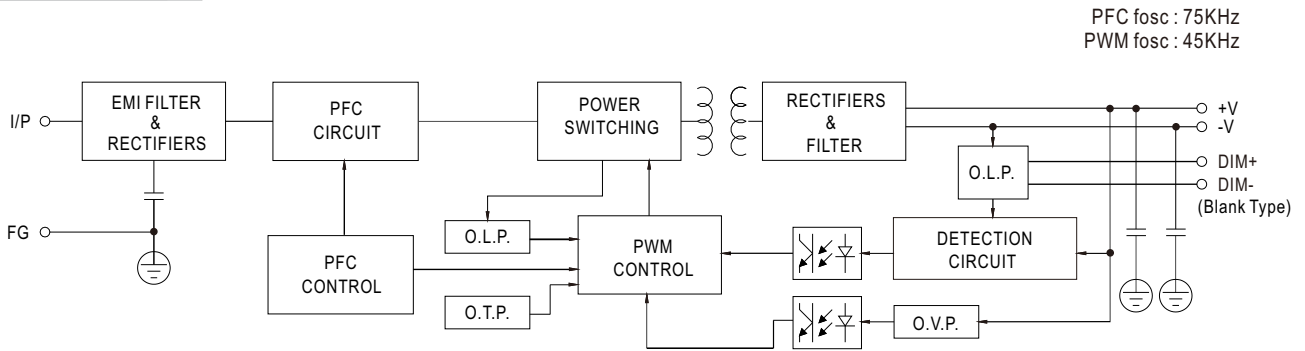 PFC fosc : 75KHz
PWM fosc : 45KHz
I/P
EMI FILTER
&
RECTIFIERS
PFC
CIRCUIT
POWER
SWITCHING
RECTIFIERS
&
FILTER
+V
-V
O.L.P.
DIM+
DIM-
(Blank Type)
FG
O.L.P.
PFC
CONTROL
PWM
CONTROL
DETECTION
CIRCUIT
O.T.P.
O.V.P.